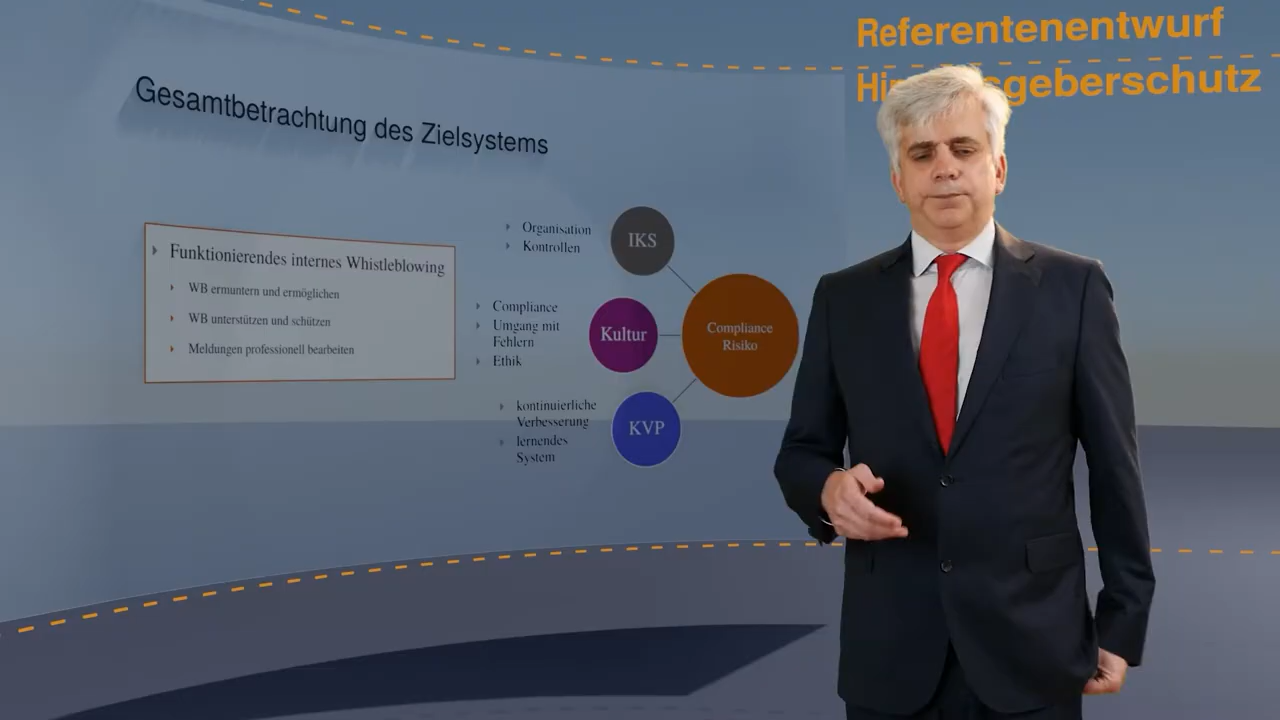 Referentenentwurf
geberschutz
Gesamtbetrachtung des Zielsystems
Funktionierendes internes Whistleblowing
WB ermuntern und ermöglichen
WB unterstützen und schützen
Meldungen professionell bearbeiten
Organisation
Kontrollen
IKS
Compliance
Umgang mit
Fehlern
Ethik
Kultur
Compliance
Risiko
kontinuierliche
Verbesserung
lernendes
System
KVP